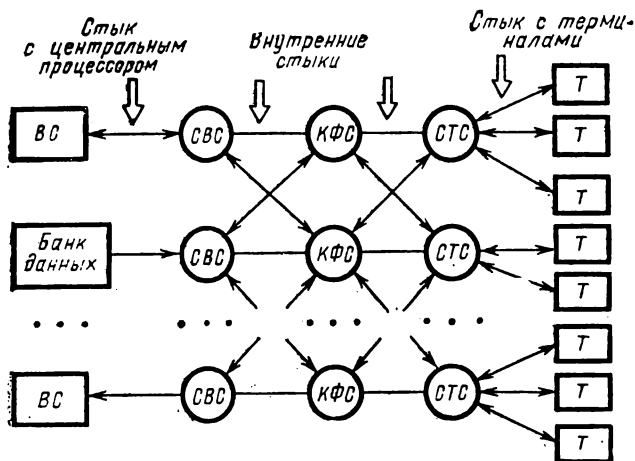 Стык
с центральным
процессором
Внутренние
стыки
Стык с терми-
налами
ВС
СВС
КФС
СТС
Т
Т
Т
Банк
данных
СВС
КФС
СТС
Т
Т
ВС
СВС
КФС
СТС
Т
Т
Т